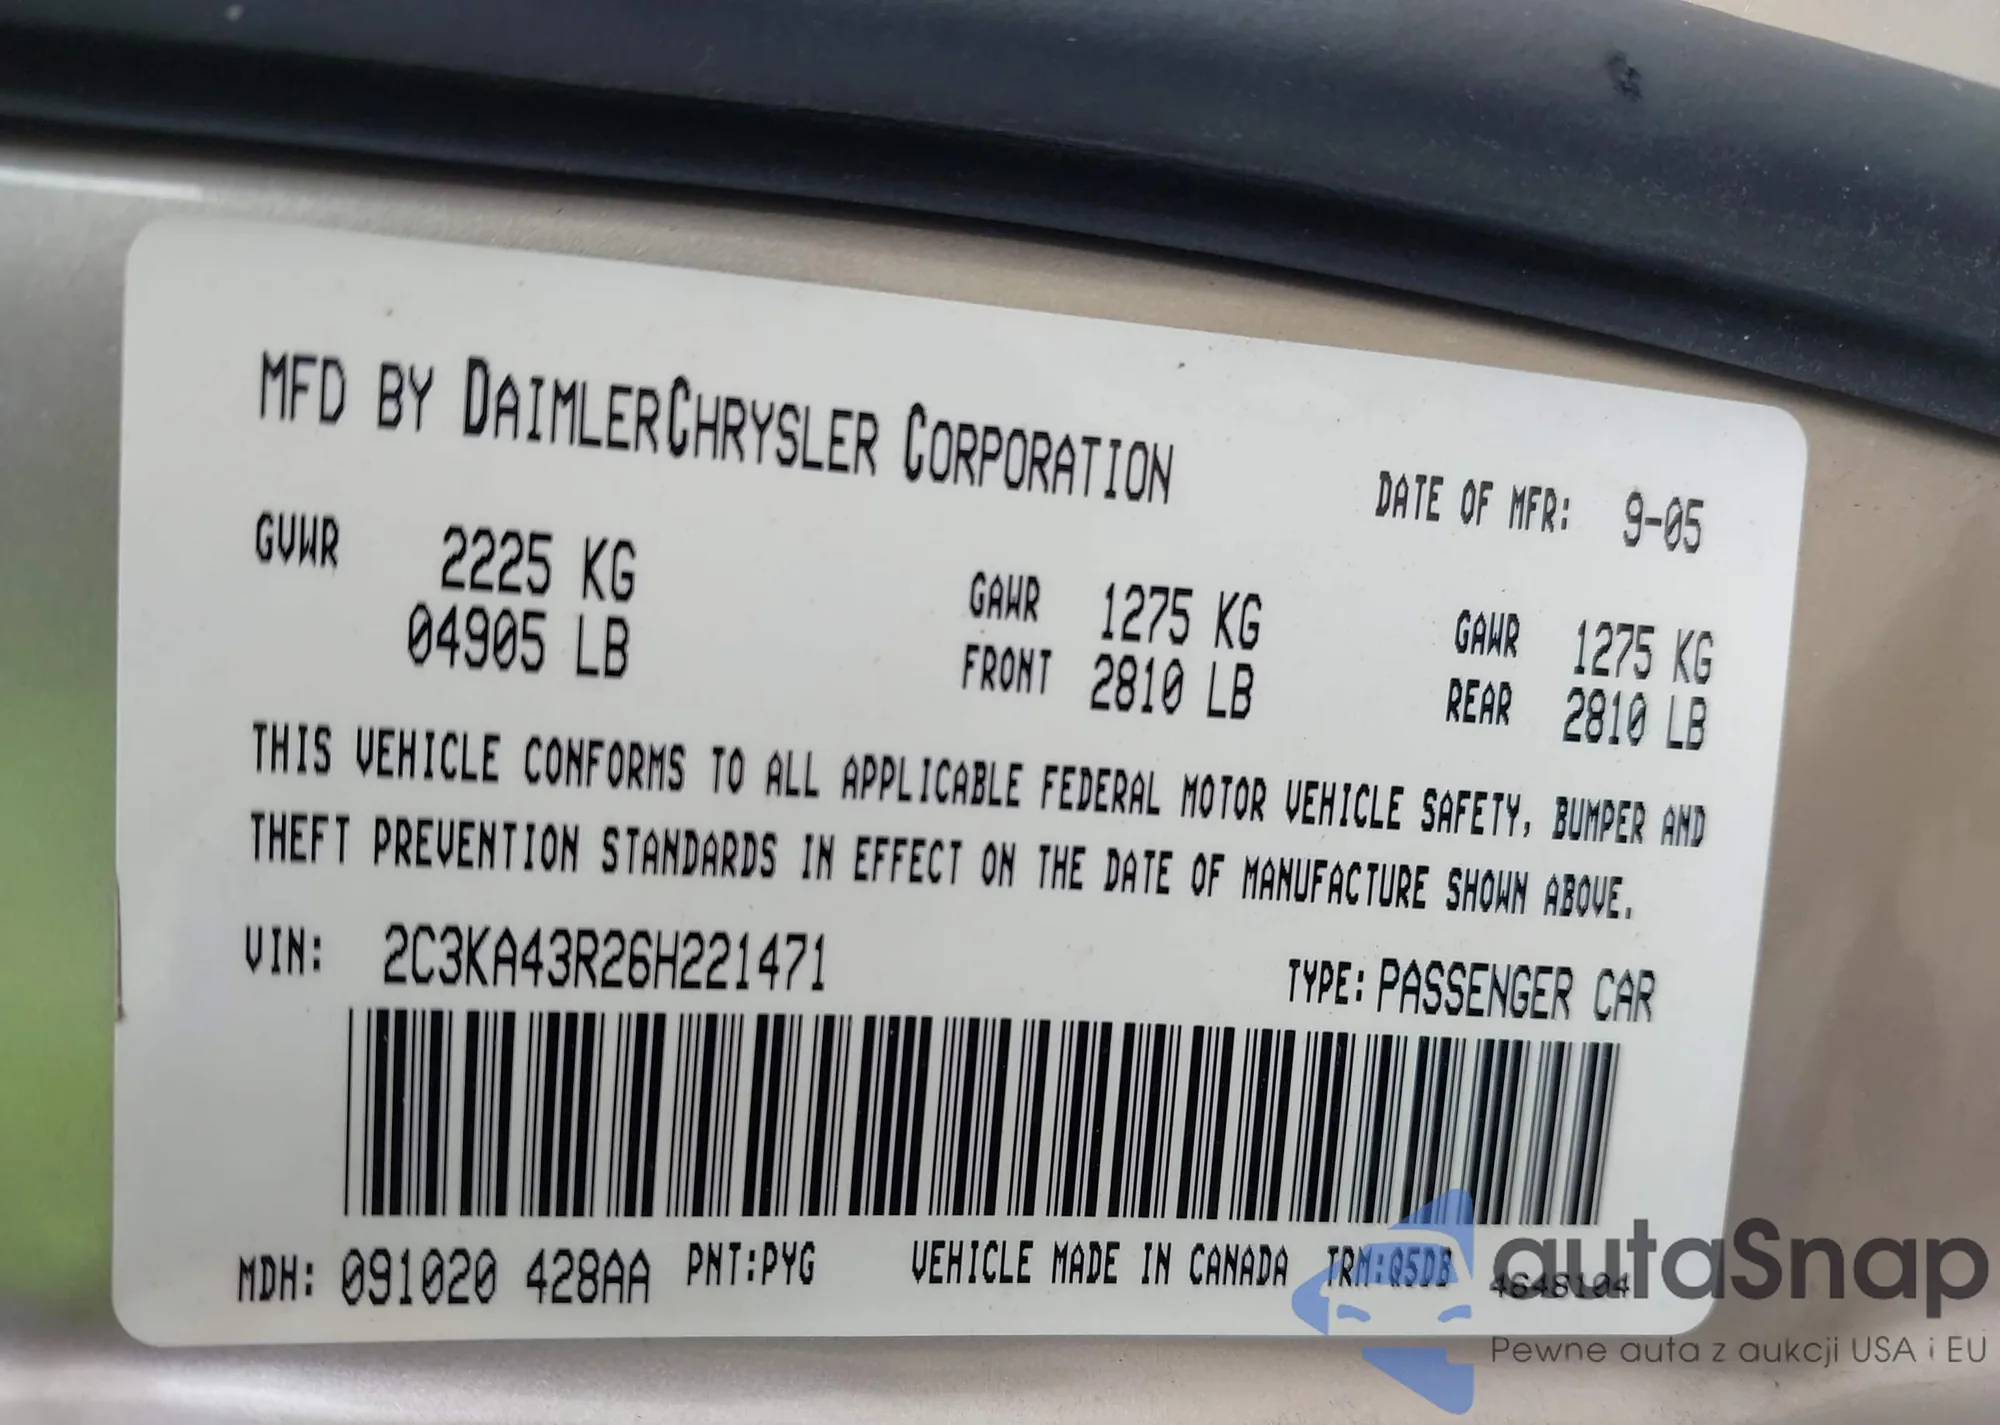 MFD BY DAIMLERCHRYSLER CORPORATION
DATE OF MFR: 9-05
GVWR 2225 KG
04905 LB
GAWR FRONT 1275 KG
2810 LB
GAWR REAR 1275 KG
2810 LB
THIS VEHICLE CONFORMS TO ALL APPLICABLE FEDERAL MOTOR VEHICLE SAFETY, BUMPER AND
THEFT PREVENTION STANDARDS IN EFFECT ON THE DATE OF MANUFACTURE SHOWN ABOVE.
VIN: 2C3KA43R26H221471
TYPE: PASSENGER CAR
MDH: 091020 428AA PNT:PYG VEHICLE MADE IN CANADA TRM:Q5DB 4648104
autaSnap
Pewne auta z aukcji USA i EU